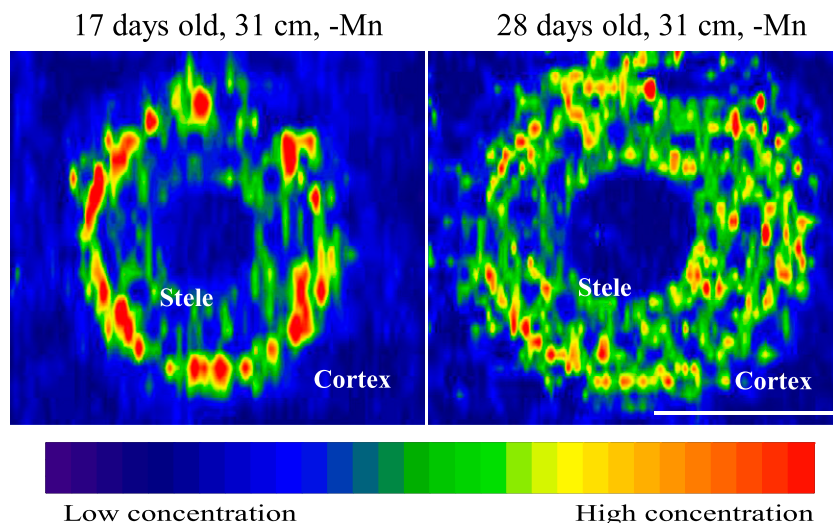 17 days old, 31 cm, -Mn
28 days old, 31 cm, -Mn
Stele
Cortex
Stele
Cortex
Low concentration
High concentration